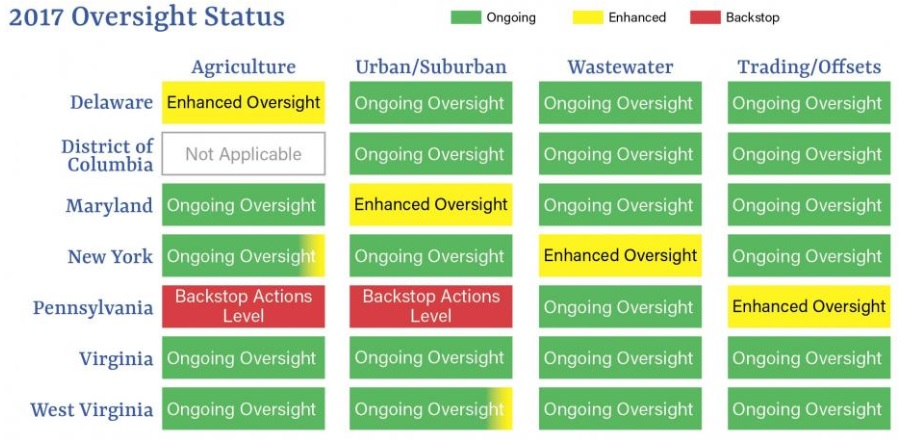 2017 Oversight Status
Ongoing Enhanced Backstop
Agriculture Urban/Suburban Wastewater Trading/Offsets
Delaware Enhanced Oversight Ongoing Oversight Ongoing Oversight Ongoing Oversight
District of
Columbia Not Applicable Ongoing Oversight Ongoing Oversight Ongoing Oversight
Maryland Ongoing Oversight Enhanced Oversight Ongoing Oversight Ongoing Oversight
New York Ongoing Oversight Ongoing Oversight Enhanced Oversight Ongoing Oversight
Pennsylvania Backstop Actions
Level Backstop Actions
Level Ongoing Oversight Enhanced Oversight
Virginia Ongoing Oversight Ongoing Oversight Ongoing Oversight Ongoing Oversight
West Virginia Ongoing Oversight Ongoing Oversight Ongoing Oversight Ongoing Oversight